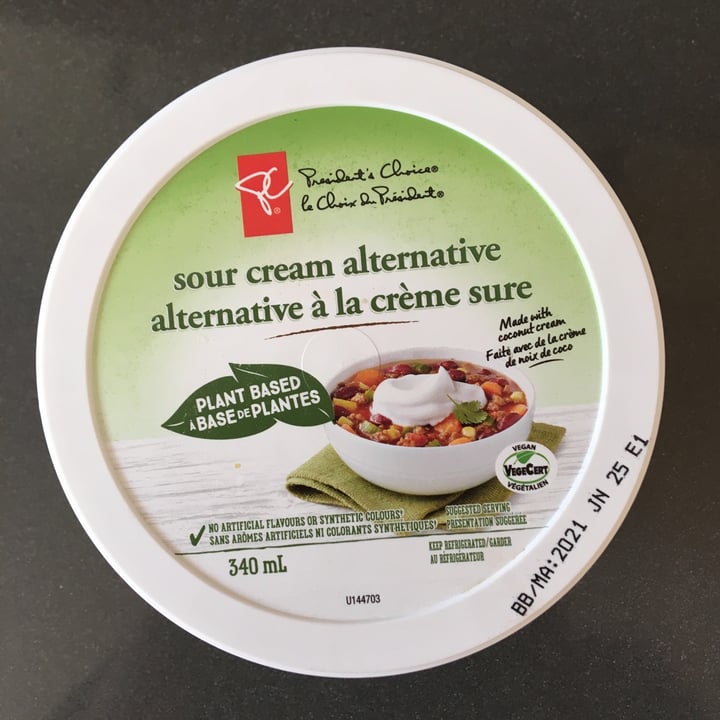 PC®
President's Choice®
le Choix du Président®
sour cream alternative
alternative à la crème sure
Made with
coconut cream
Faite avec de la crème
de noix de coco
PLANT BASED
À BASE DE PLANTES
VEGAN
VEGECERT
VÉGÉTALIEN
NO ARTIFICIAL FLAVOURS OR SYNTHETIC COLOURS!
SANS ARÔMES ARTIFICIELS NI COLORANTS SYNTHÉTIQUES!
SUGGESTED SERVING
PRÉSENTATION SUGGÉRÉE
KEEP REFRIGERATED/GARDER
AU RÉFRIGÉRATEUR
340 mL
U144703
BB/MA:2021 JN 25 E1